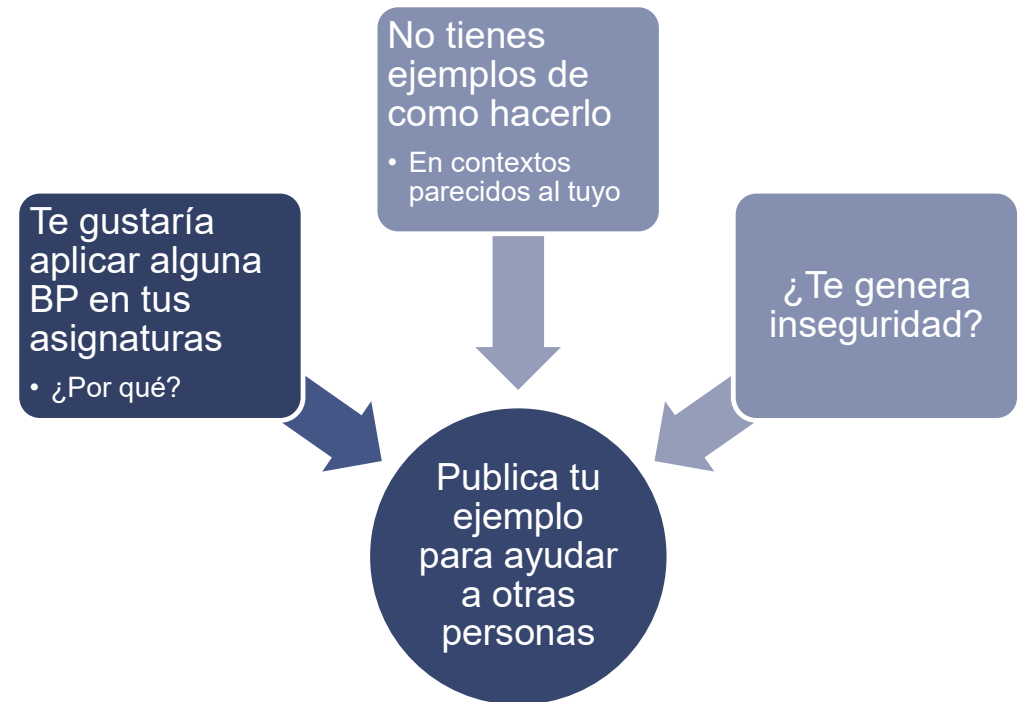 Te gustaría
aplicar alguna
BP en tus
asignaturas
• ¿Por qué?
No tienes
ejemplos de
como hacerlo
• En contextos
parecidos al tuyo
¿Te genera
inseguridad?
Publica tu
ejemplo
para ayudar
a otras
personas